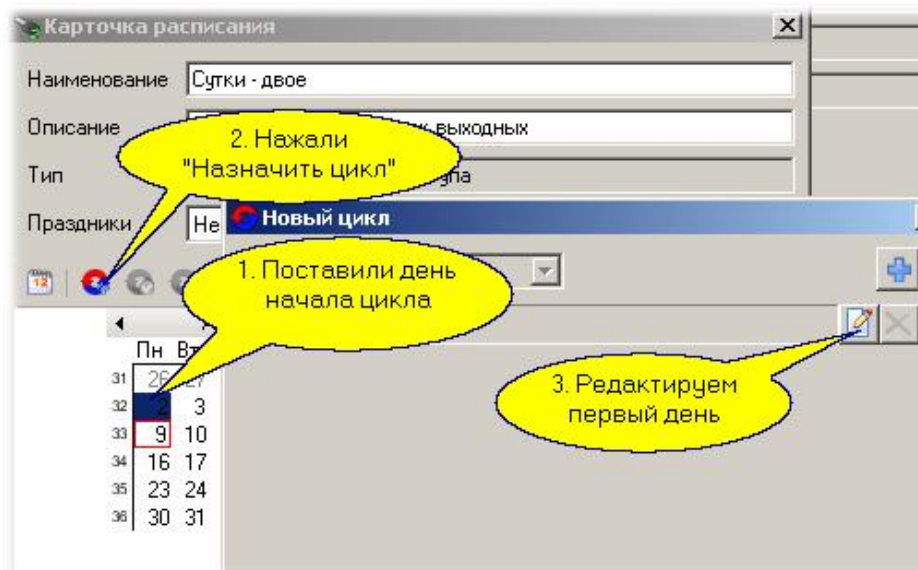 Карточка расписания
Наименование Сутки - двое
Описание выходных
2. Нажали
"Назначить цикл"
Тип
Праздники Не
Новый цикл
12
1. Поставили день
начала цикла
Пн Вт
31 26 27
32 2 3
33 9 10
34 16 17
35 23 24
36 30 31
3. Редактируем
первый день